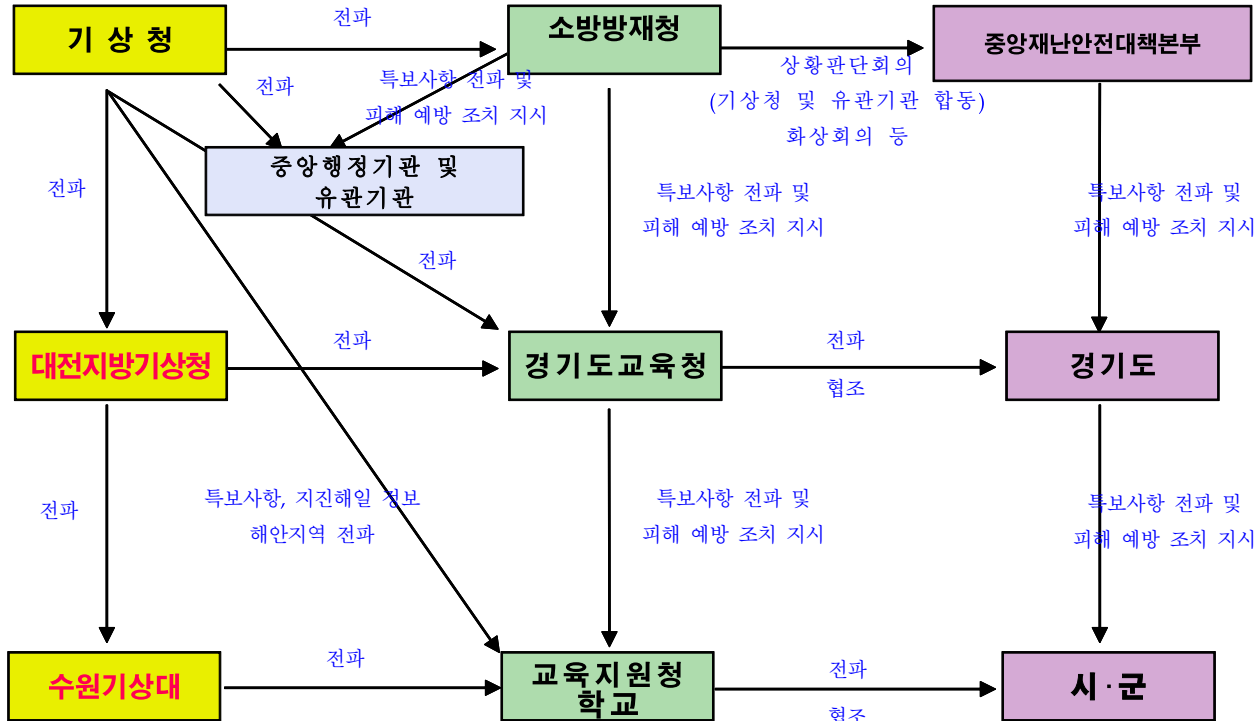 기 상 청
전파
소방방재청
중앙재난안전대책본부
전파
특보사항 전파 및
피해 예방 조치 지시
상황판단회의
(기상청 및 유관기관 합동)
화상회의 등
중앙행정기관 및
유관기관
전파
특보사항 전파 및
피해 예방 조치 지시
특보사항 전파 및
피해 예방 조치 지시
전파
대전지방기상청
전파
경기도교육청
전파
협조
경기도
전파
특보사항, 지진해일 정보
해안지역 전파
특보사항 전파 및
피해 예방 조치 지시
특보사항 전파 및
피해 예방 조치 지시
수원기상대
전파
교육지원청
학교
전파
협조
시·군